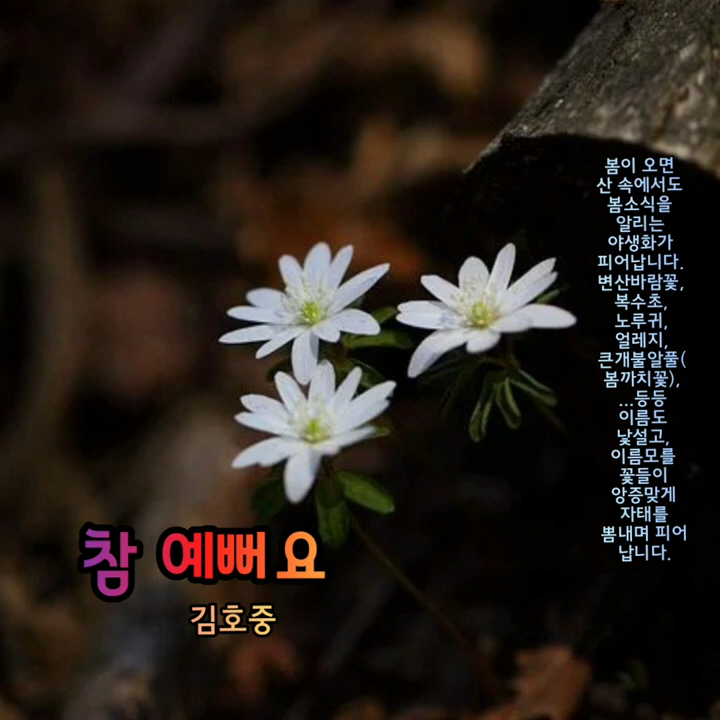 봄이 오면
산 속에서도
봄소식을
알리는
야생화가
피어납니다.
변산바람꽃,
복수초,
노루귀,
얼레지,
큰개불알풀(
봄까치꽃),
...등등
이름도
낯설고,
이름모를
꽃들이
앙증맞게
자태를
뽐내며 피어
납니다.
참 예뻐요
김호중